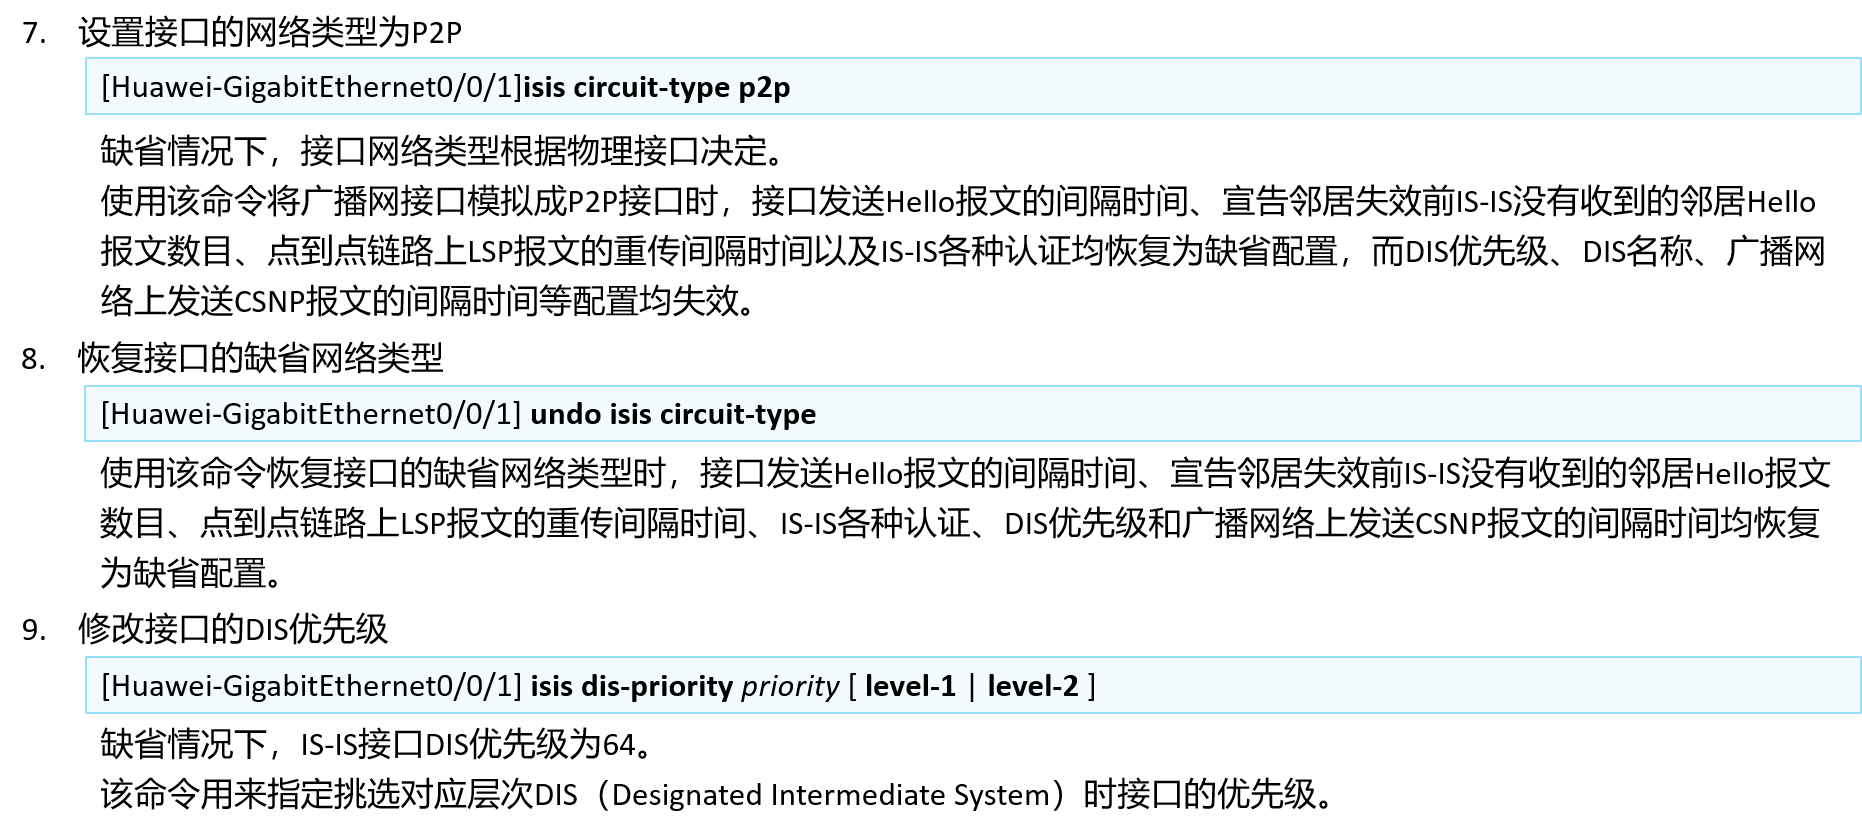 7. 设置接口的网络类型为P2P
[Huawei-GigabitEthernet0/0/1]isis circuit-type p2p
缺省情况下，接口网络类型根据物理接口决定。
使用该命令将广播网接口模拟成P2P接口时，接口发送Hello报文的间隔时间、宣告邻居失效前IS-IS没有收到的邻居Hello
报文数目、点到点链路上LSP报文的重传间隔时间以及IS-IS各种认证均恢复为缺省配置，而DIS优先级、DIS名称、广播网
络上发送CSNP报文的间隔时间等配置均失效。
8. 恢复接口的缺省网络类型
[Huawei-GigabitEthernet0/0/1] undo isis circuit-type
使用该命令恢复接口的缺省网络类型时，接口发送Hello报文的间隔时间、宣告邻居失效前IS-IS没有收到的邻居Hello报文
数目、点到点链路上LSP报文的重传间隔时间、IS-IS各种认证、DIS优先级和广播网络上发送CSNP报文的间隔时间均恢复
为缺省配置。
9. 修改接口的DIS优先级
[Huawei-GigabitEthernet0/0/1] isis dis-priority priority [ level-1 | level-2 ]
缺省情况下，IS-IS接口DIS优先级为64。
该命令用来指定挑选对应层次DIS（Designated Intermediate System）时接口的优先级。